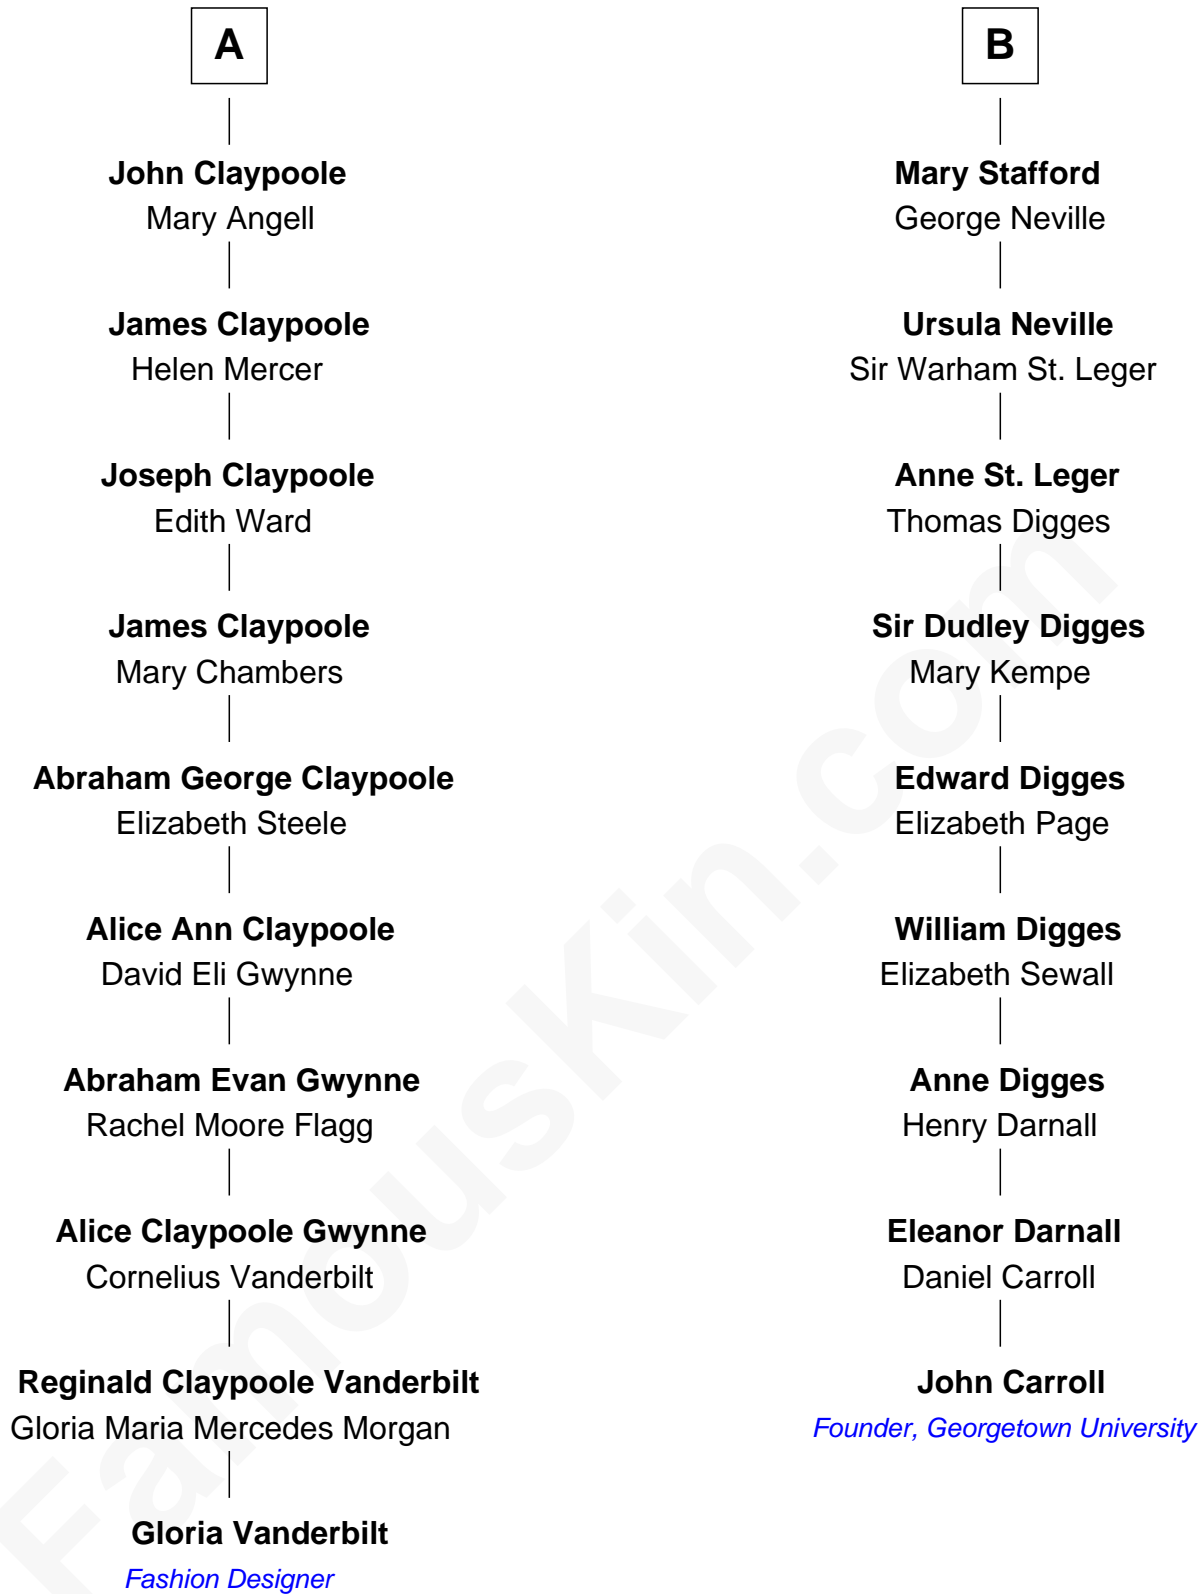 A
John Claypoole
Mary Angell
James Claypoole
Helen Mercer
Joseph Claypoole
Edith Ward
James Claypoole
Mary Chambers
Abraham George Claypoole
Elizabeth Steele
Alice Ann Claypoole
David Eli Gwynne
Abraham Evan Gwynne
Rachel Moore Flagg
Alice Claypoole Gwynne
Cornelius Vanderbilt
Reginald Claypoole Vanderbilt
Gloria Maria Mercedes Morgan
Gloria Vanderbilt
Fashion Designer
B
Mary Stafford
George Neville
Ursula Neville
Sir Warham St. Leger
Anne St. Leger
Thomas Digges
Sir Dudley Digges
Mary Kempe
Edward Digges
Elizabeth Page
William Digges
Elizabeth Sewall
Anne Digges
Henry Darnall
Eleanor Darnall
Daniel Carroll
John Carroll
Founder, Georgetown University
FamousKin.com